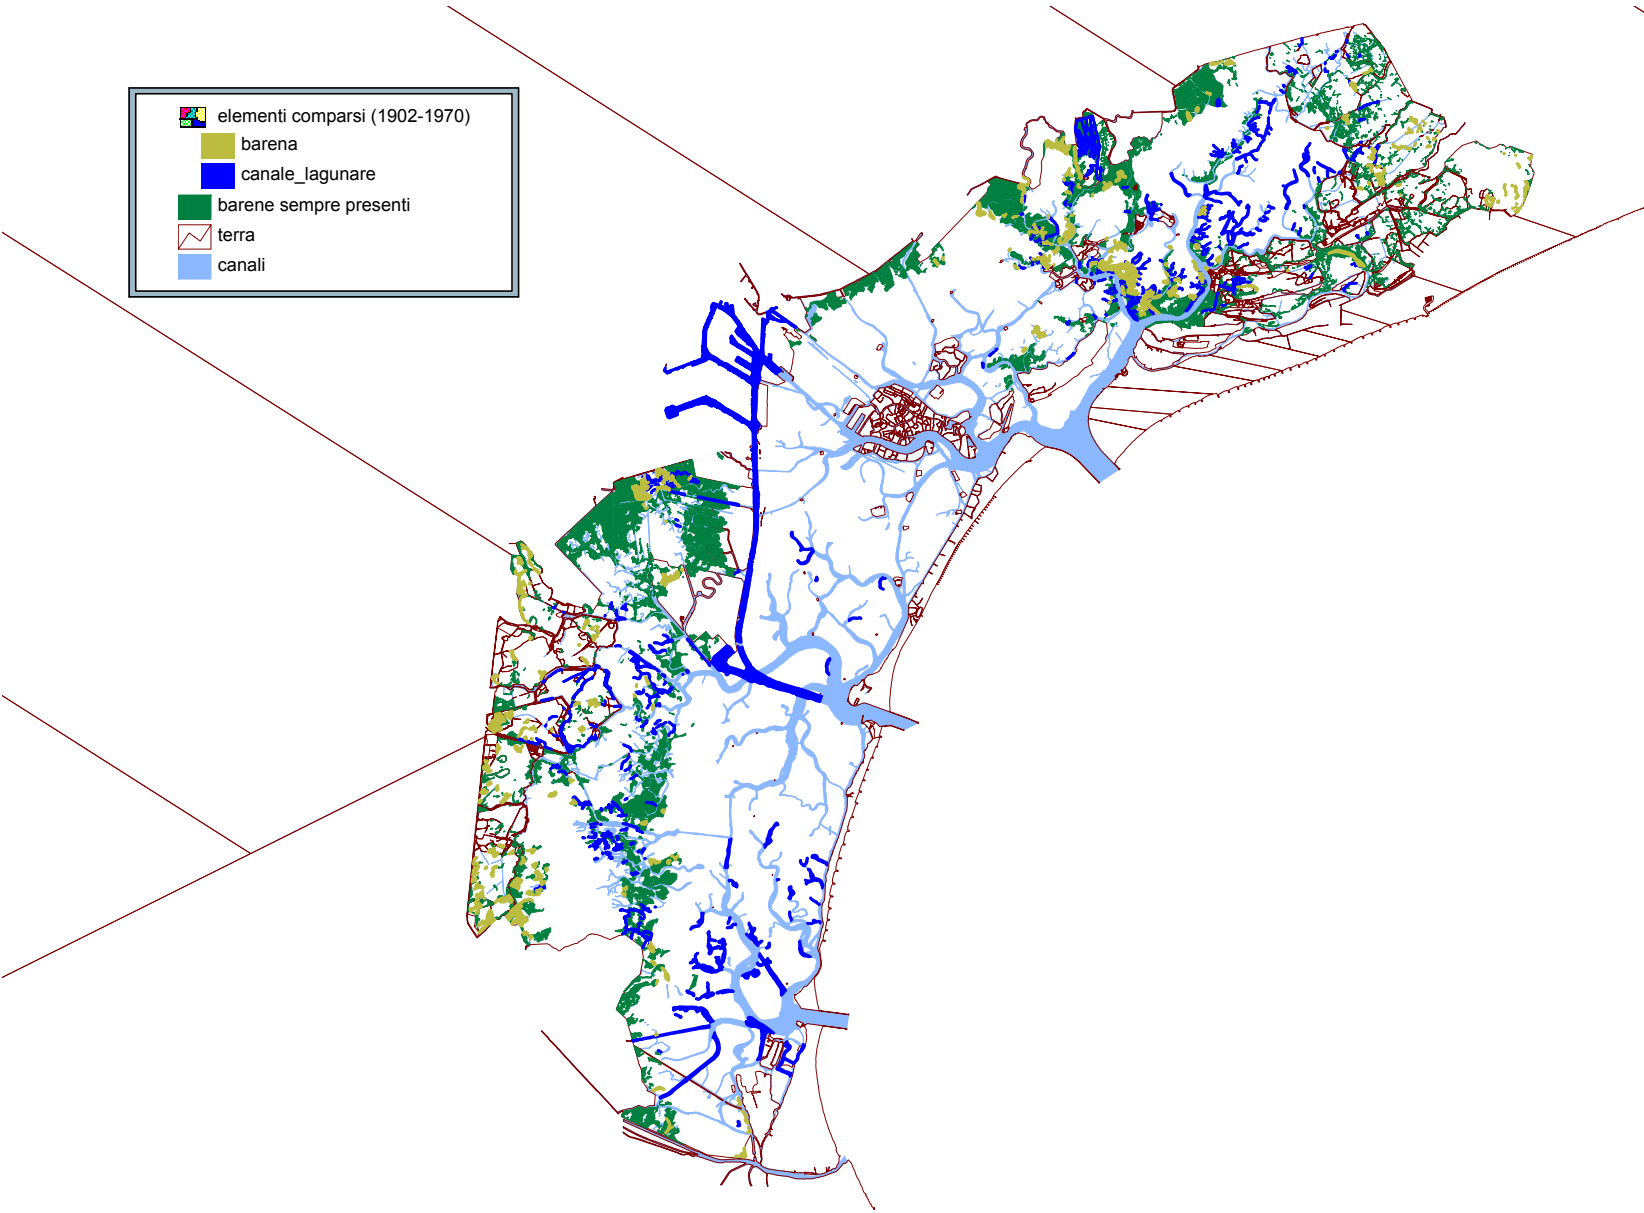 elementi comparsi (1902-1970)
barena
canale_lagunare
barene sempre presenti
terra
canali